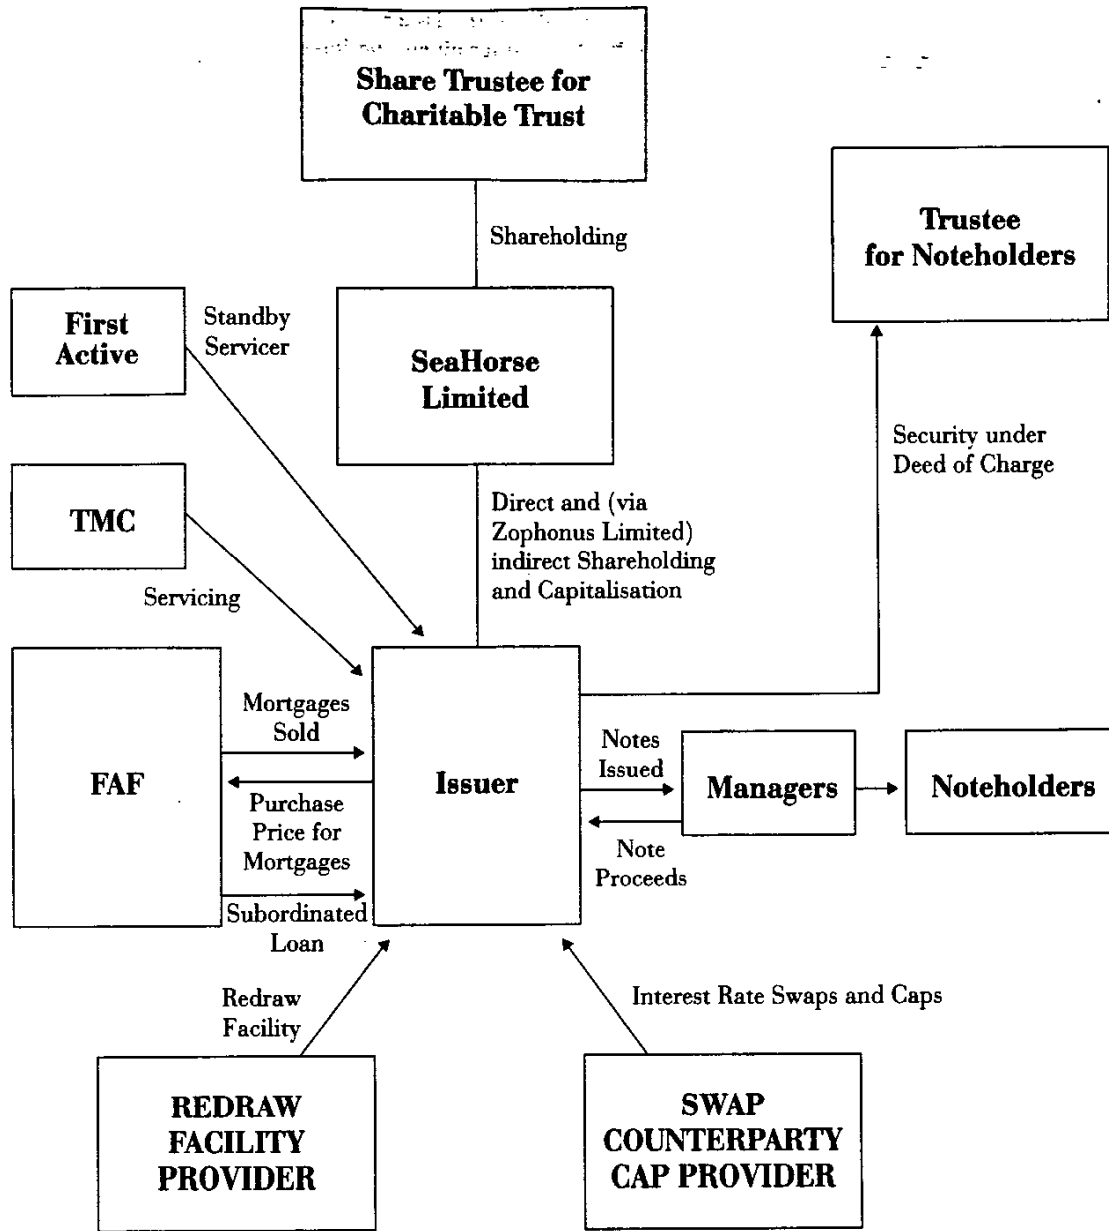 Share Trustee for
Charitable Trust
Trustee
for Noteholders
Shareholding
First
Active
Standby
Servicer
SeaHorse
Limited
Security under
Deed of Charge
TMC
Direct and (via
Zophonus Limited)
indirect Shareholding
and Capitalisation
Servicing
Mortgages
Sold
FAF
Issuer
Purchase
Price for
Mortgages
Subordinated
Loan
Notes
Issued
Managers
Noteholders
Note
Proceeds
Redraw
Facility
Interest Rate Swaps and Caps
REDRAW
FACILITY
PROVIDER
SWAP
COUNTERPARTY
CAP PROVIDER